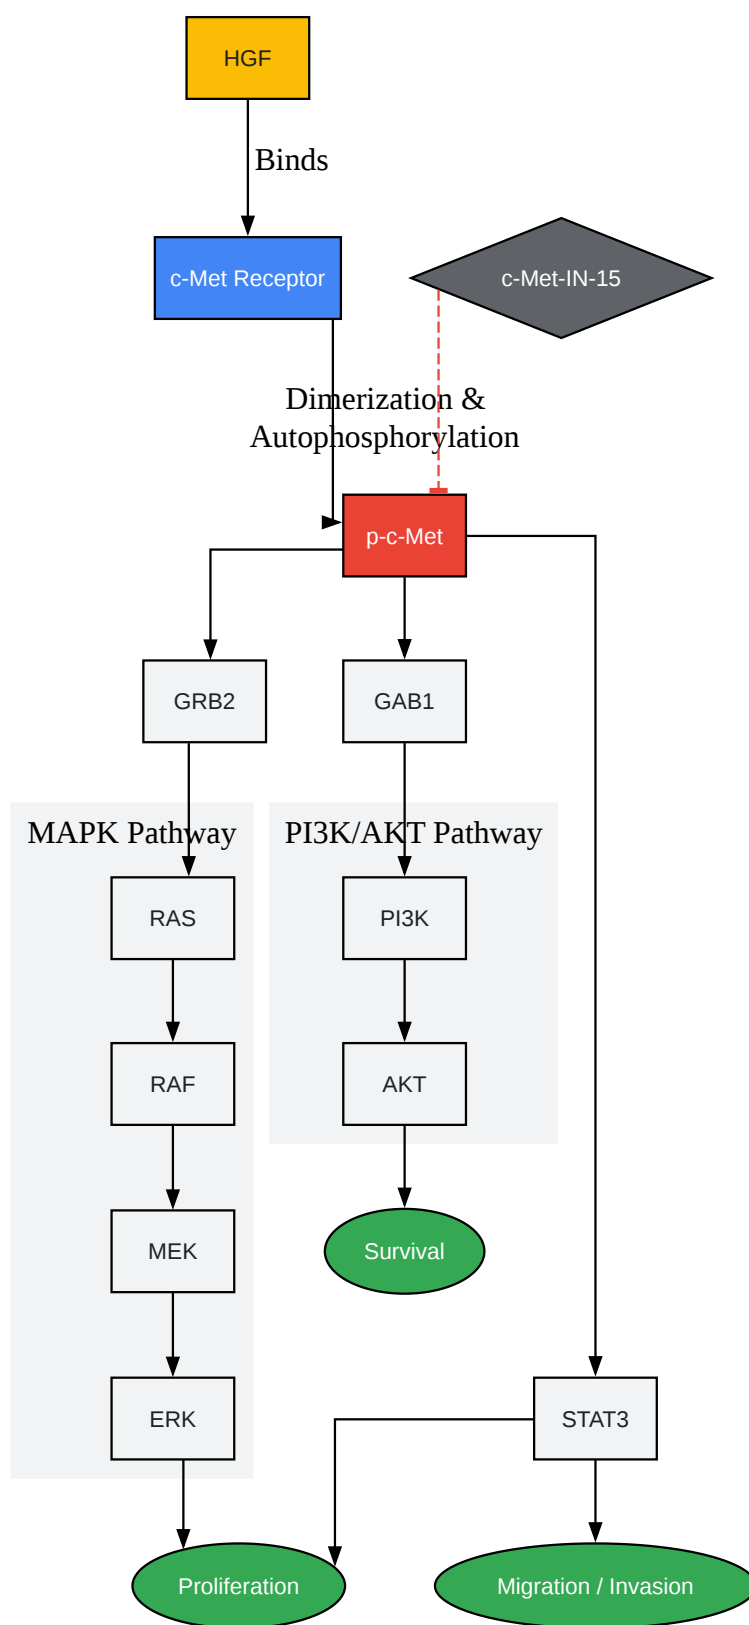 HGF
Binds
c-Met Receptor
c-Met-IN-15
Dimerization &
Autophosphorylation
p-c-Met
GRB2
GAB1
MAPK Pathway
PI3K/AKT Pathway
RAS
PI3K
RAF
AKT
MEK
Survival
ERK
STAT3
Proliferation
Migration / Invasion